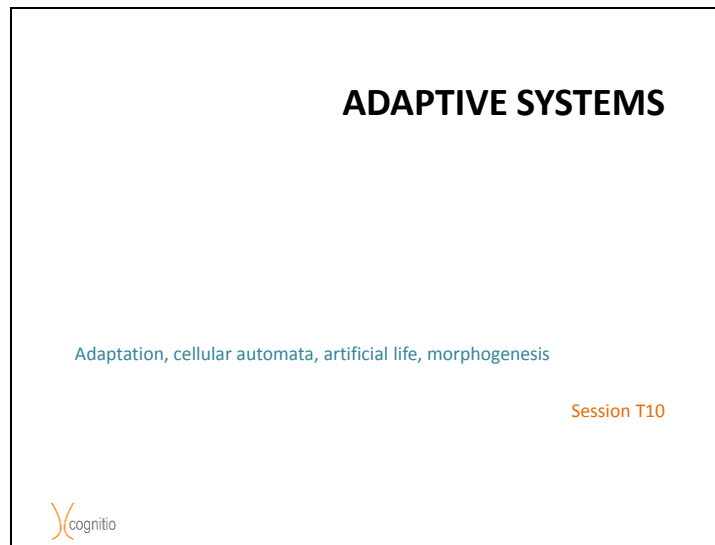 ADAPTIVE SYSTEMS
Adaptation, cellular automata, artificial life, morphogenesis
Session T10
cognitio